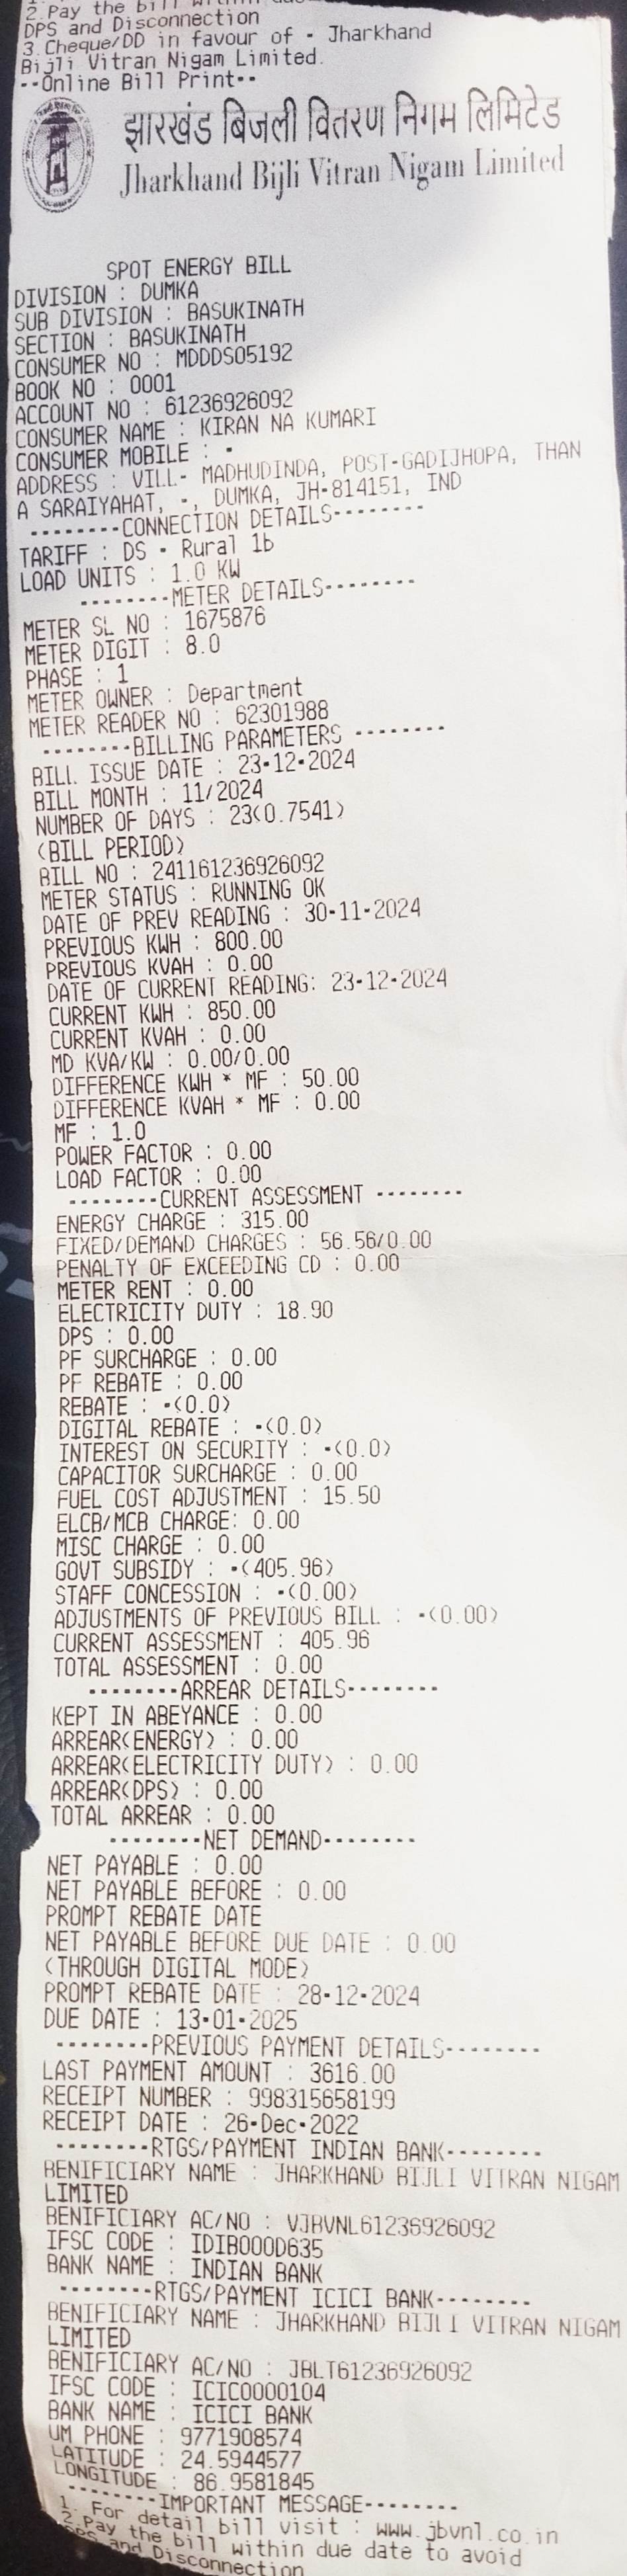 2. Pay the bill within due
DPS and Disconnection
3. Cheque/DD in favour of - Jharkhand
Bijli Vitran Nigam Limited.
--Online Bill Print--
झारखंड बिजली वितरण निगम लिमिटेड
Jharkhand Bijli Vitran Nigam Limited
SPOT ENERGY BILL
DIVISION : DUMKA
SUB DIVISION : BASUKINATH
SECTION : BASUKINATH
CONSUMER NO : MDDDS05192
BOOK NO : 0001
ACCOUNT NO : 61236926092
CONSUMER NAME : KIRAN NA KUMARI
CONSUMER MOBILE : -
ADDRESS : VILL- MADHUDINDA, POST-GADIJHOPA, THAN
A SARAIYAHAT, -, DUMKA, JH-814151, IND
--------CONNECTION DETAILS--------
TARIFF : DS - Rural 1b
LOAD UNITS : 1.0 KW
--------METER DETAILS--------
METER SL NO : 1675876
METER DIGIT : 8.0
PHASE : 1
METER OWNER : Department
METER READER NO : 62301988
--------BILLING PARAMETERS --------
BILL ISSUE DATE : 23-12-2024
BILL MONTH : 11/2024
NUMBER OF DAYS : 23(0.7541)
(BILL PERIOD)
BILL NO : 241161236926092
METER STATUS : RUNNING OK
DATE OF PREV READING : 30-11-2024
PREVIOUS KWH : 800.00
PREVIOUS KVAH : 0.00
DATE OF CURRENT READING: 23-12-2024
CURRENT KWH : 850.00
CURRENT KVAH : 0.00
MD KVA/KW : 0.00/0.00
DIFFERENCE KWH * MF : 50.00
DIFFERENCE KVAH * MF : 0.00
MF : 1.0
POWER FACTOR : 0.00
LOAD FACTOR : 0.00
--------CURRENT ASSESSMENT --------
ENERGY CHARGE : 315.00
FIXED/DEMAND CHARGES : 56.56/0.00
PENALTY OF EXCEEDING CD : 0.00
METER RENT : 0.00
ELECTRICITY DUTY : 18.90
DPS : 0.00
PF SURCHARGE : 0.00
PF REBATE : 0.00
REBATE : -(0.0)
DIGITAL REBATE : -(0.0)
INTEREST ON SECURITY : -(0.0)
CAPACITOR SURCHARGE : 0.00
FUEL COST ADJUSTMENT : 15.50
ELCB/MCB CHARGE: 0.00
MISC CHARGE : 0.00
GOVT SUBSIDY : -(405.96)
STAFF CONCESSION : -(0.00)
ADJUSTMENTS OF PREVIOUS BILL : -(0.00)
CURRENT ASSESSMENT : 405.96
TOTAL ASSESSMENT : 0.00
--------ARREAR DETAILS--------
KEPT IN ABEYANCE : 0.00
ARREAR(ENERGY) : 0.00
ARREAR(ELECTRICITY DUTY) : 0.00
ARREAR(DPS) : 0.00
TOTAL ARREAR : 0.00
--------NET DEMAND--------
NET PAYABLE : 0.00
NET PAYABLE BEFORE : 0.00
PROMPT REBATE DATE
NET PAYABLE BEFORE DUE DATE : 0.00
(THROUGH DIGITAL MODE)
PROMPT REBATE DATE : 28-12-2024
DUE DATE : 13-01-2025
--------PREVIOUS PAYMENT DETAILS--------
LAST PAYMENT AMOUNT : 3616.00
RECEIPT NUMBER : 998315658199
RECEIPT DATE : 26-Dec-2022
--------RTGS/PAYMENT INDIAN BANK--------
BENIFICIARY NAME : JHARKHAND BIJLI VITRAN NIGAM
LIMITED
BENIFICIARY AC/NO : VJBVNL61236926092
IFSC CODE : IDIB000D635
BANK NAME : INDIAN BANK
--------RTGS/PAYMENT ICICI BANK--------
BENIFICIARY NAME : JHARKHAND BIJLI VITRAN NIGAM
LIMITED
BENIFICIARY AC/NO : JBLT61236926092
IFSC CODE : ICIC0000104
BANK NAME : ICICI BANK
UM PHONE : 9771908574
LATITUDE : 24.5944577
LONGITUDE : 86.9581845
--------IMPORTANT MESSAGE--------
1. For detail bill visit : www.jbvnl.co.in
2.Pay the bill within due date to avoid
and Disconnection